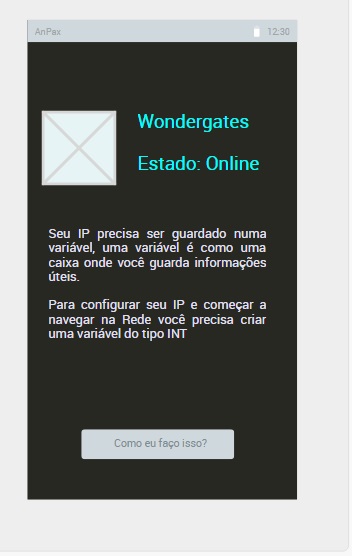 AnPax
12:30
Wondergates
Estado: Online
Seu IP precisa ser guardado numa
variável, uma variável é como uma
caixa onde você guarda informações
úteis.
Para configurar seu IP e começar a
navegar na Rede você precisa criar
uma variável do tipo INT
Como eu faço isso?